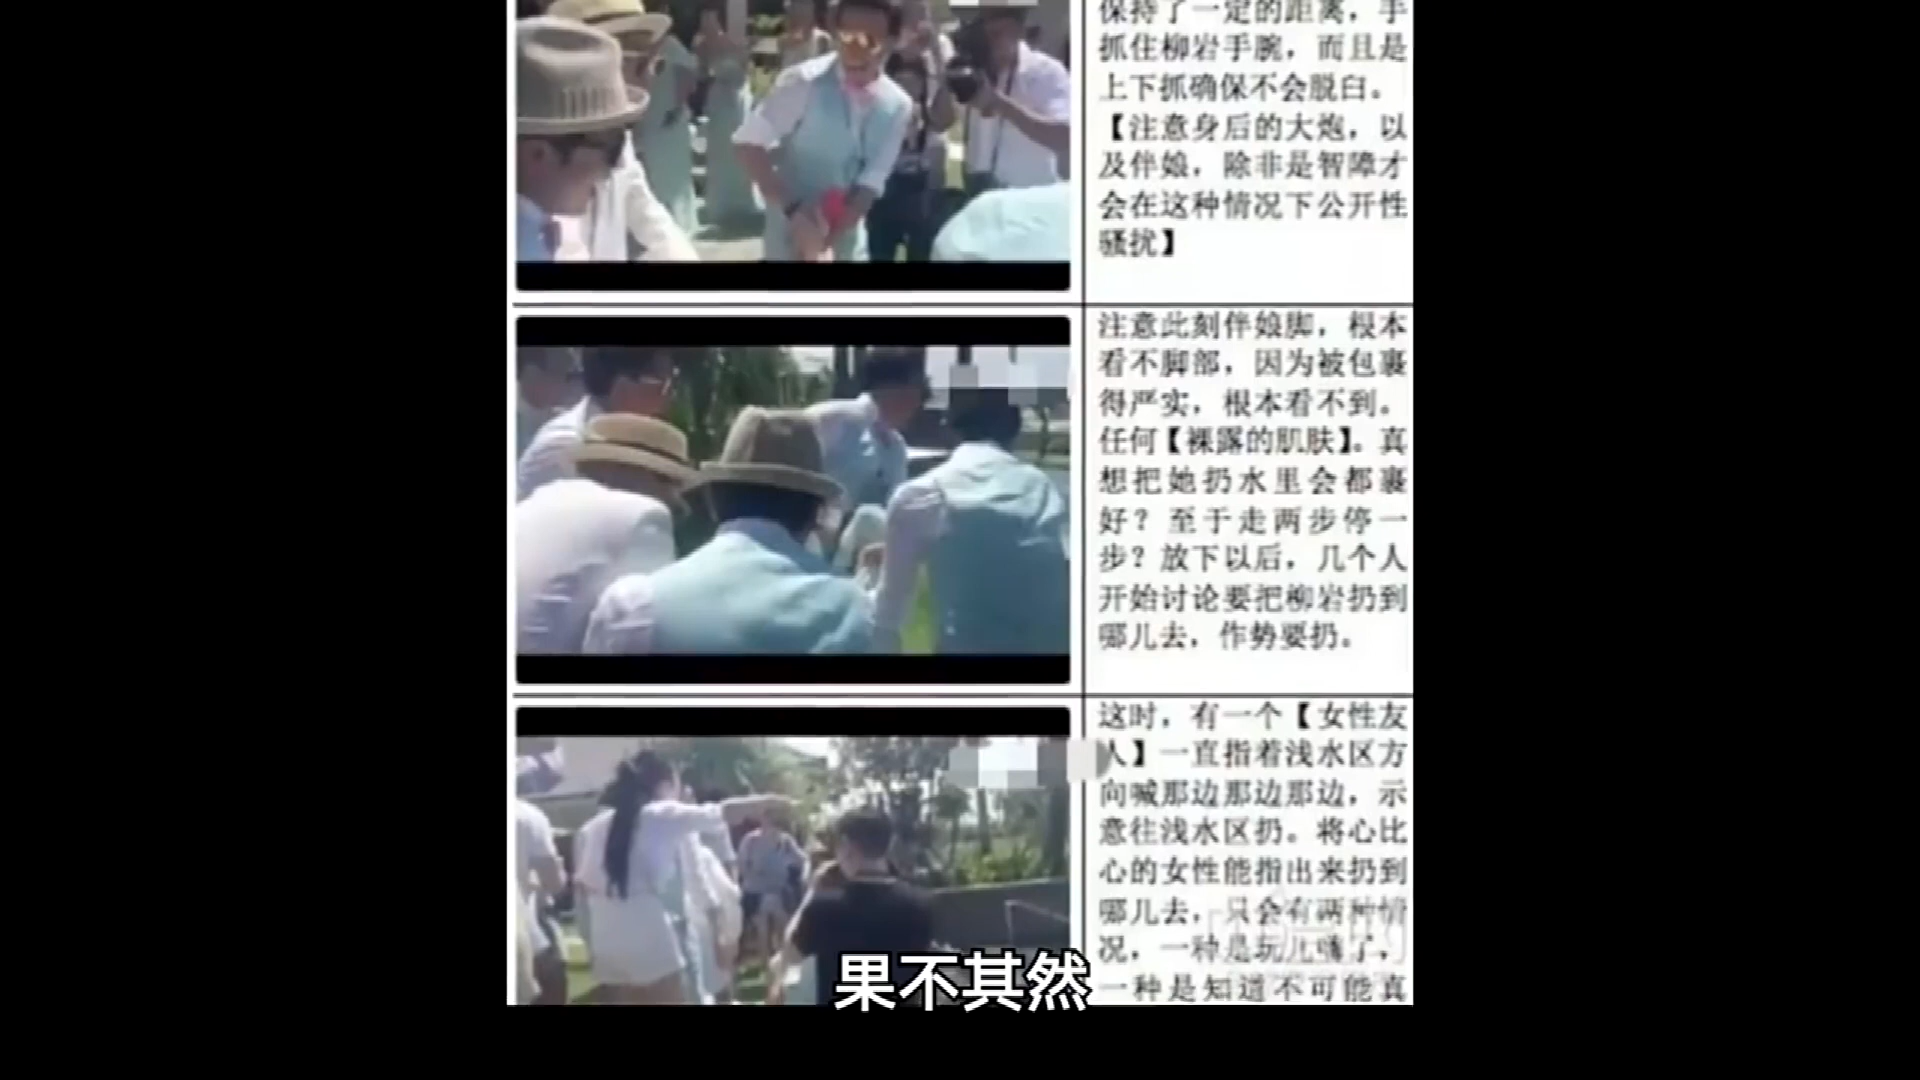 保持了一定的距离，手
抓住柳岩手腕，而且是
上下抓确保不会脱臼。
【注意身后的大炮，以
及伴娘，除非是智障才
会在这种情况下公开性
骚扰】
注意此刻伴娘脚，根本
看不脚部，因为被包裹
得严实，根本看不到。
任何【裸露的肌肤】。真
想把她扔水里会都裹
好？至于走两步停一
步？放下以后，几个人
开始讨论要把柳岩扔到
哪儿去，作势要扔。
这时，有一个【女性友
人】一直指着浅水区方
向喊那边那边那边，示
意往浅水区扔。将心比
心的女性能指出来扔到
哪儿去，只会有两种情
况，一种是玩儿嗨了，
一种是知道不可能真
果不其然